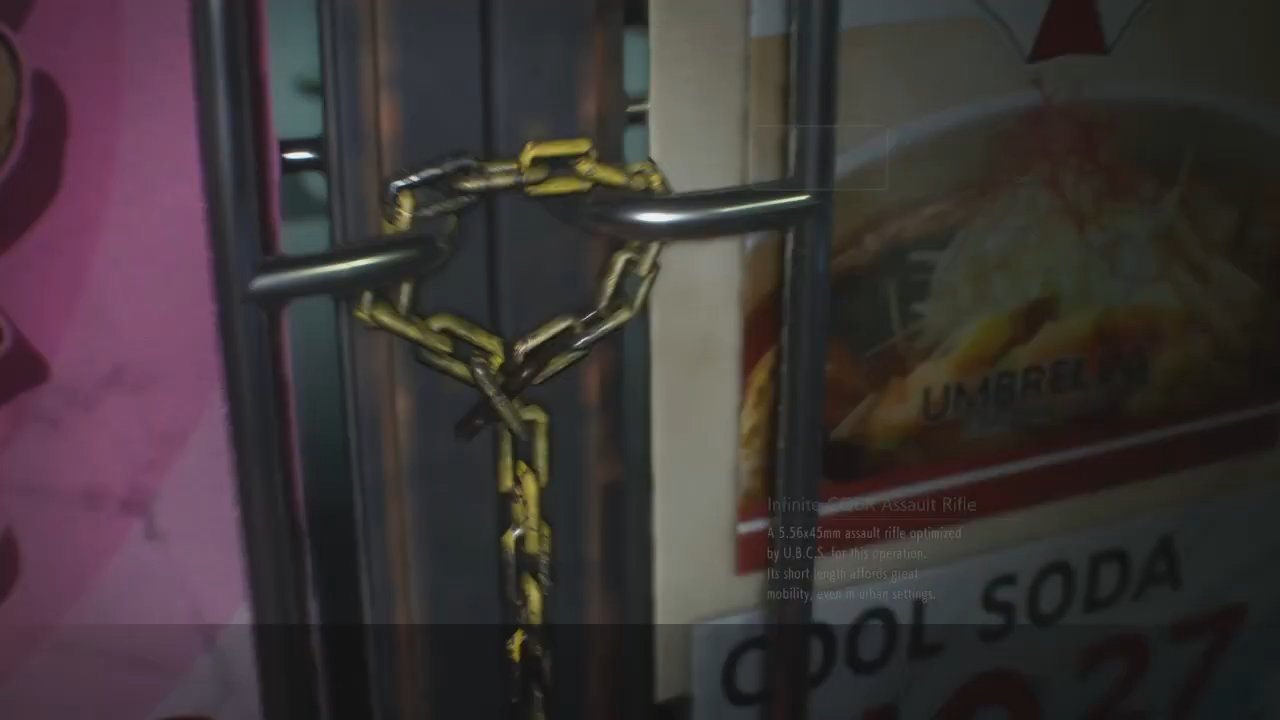 UMBRELLA
Infinite CQBR Assault Rifle
A 5.56x45mm assault rifle optimized
by U.B.C.S. for this operation.
Its short length affords great
mobility, even in urban settings.
COOL SODA
27